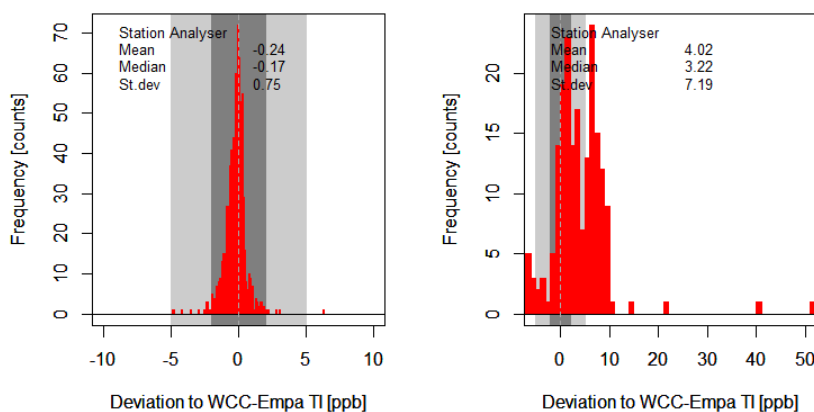 Station Analyser
Mean -0.24
Median -0.17
St.dev 0.75
Frequency [counts]
0 10 20 30 40 50 60 70
-10 -5 0 5 10
Deviation to WCC-Empa TI [ppb]
Station Analyser
Mean 4.02
Median 3.22
St.dev 7.19
Frequency [counts]
0 5 10 15 20
0 10 20 30 40 50
Deviation to WCC-Empa TI [ppb]